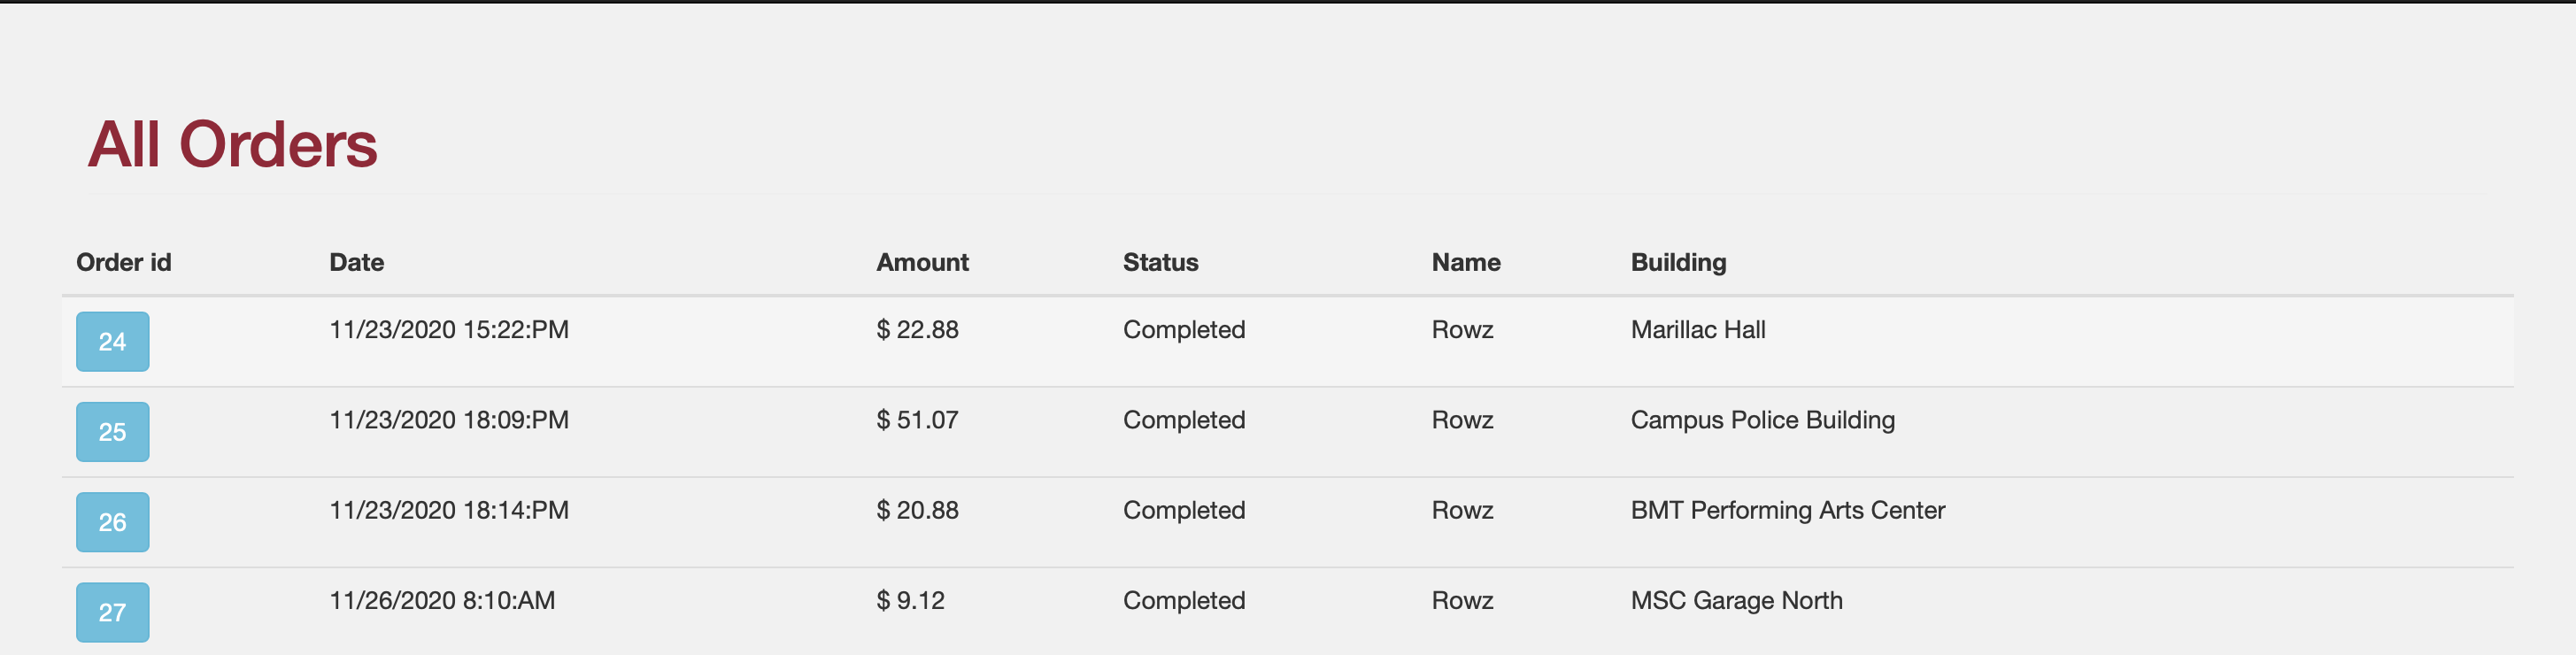 All Orders
Order id Date Amount Status Name Building
24 11/23/2020 15:22:PM $ 22.88 Completed Rowz Marillac Hall
25 11/23/2020 18:09:PM $ 51.07 Completed Rowz Campus Police Building
26 11/23/2020 18:14:PM $ 20.88 Completed Rowz BMT Performing Arts Center
27 11/26/2020 8:10:AM $ 9.12 Completed Rowz MSC Garage North